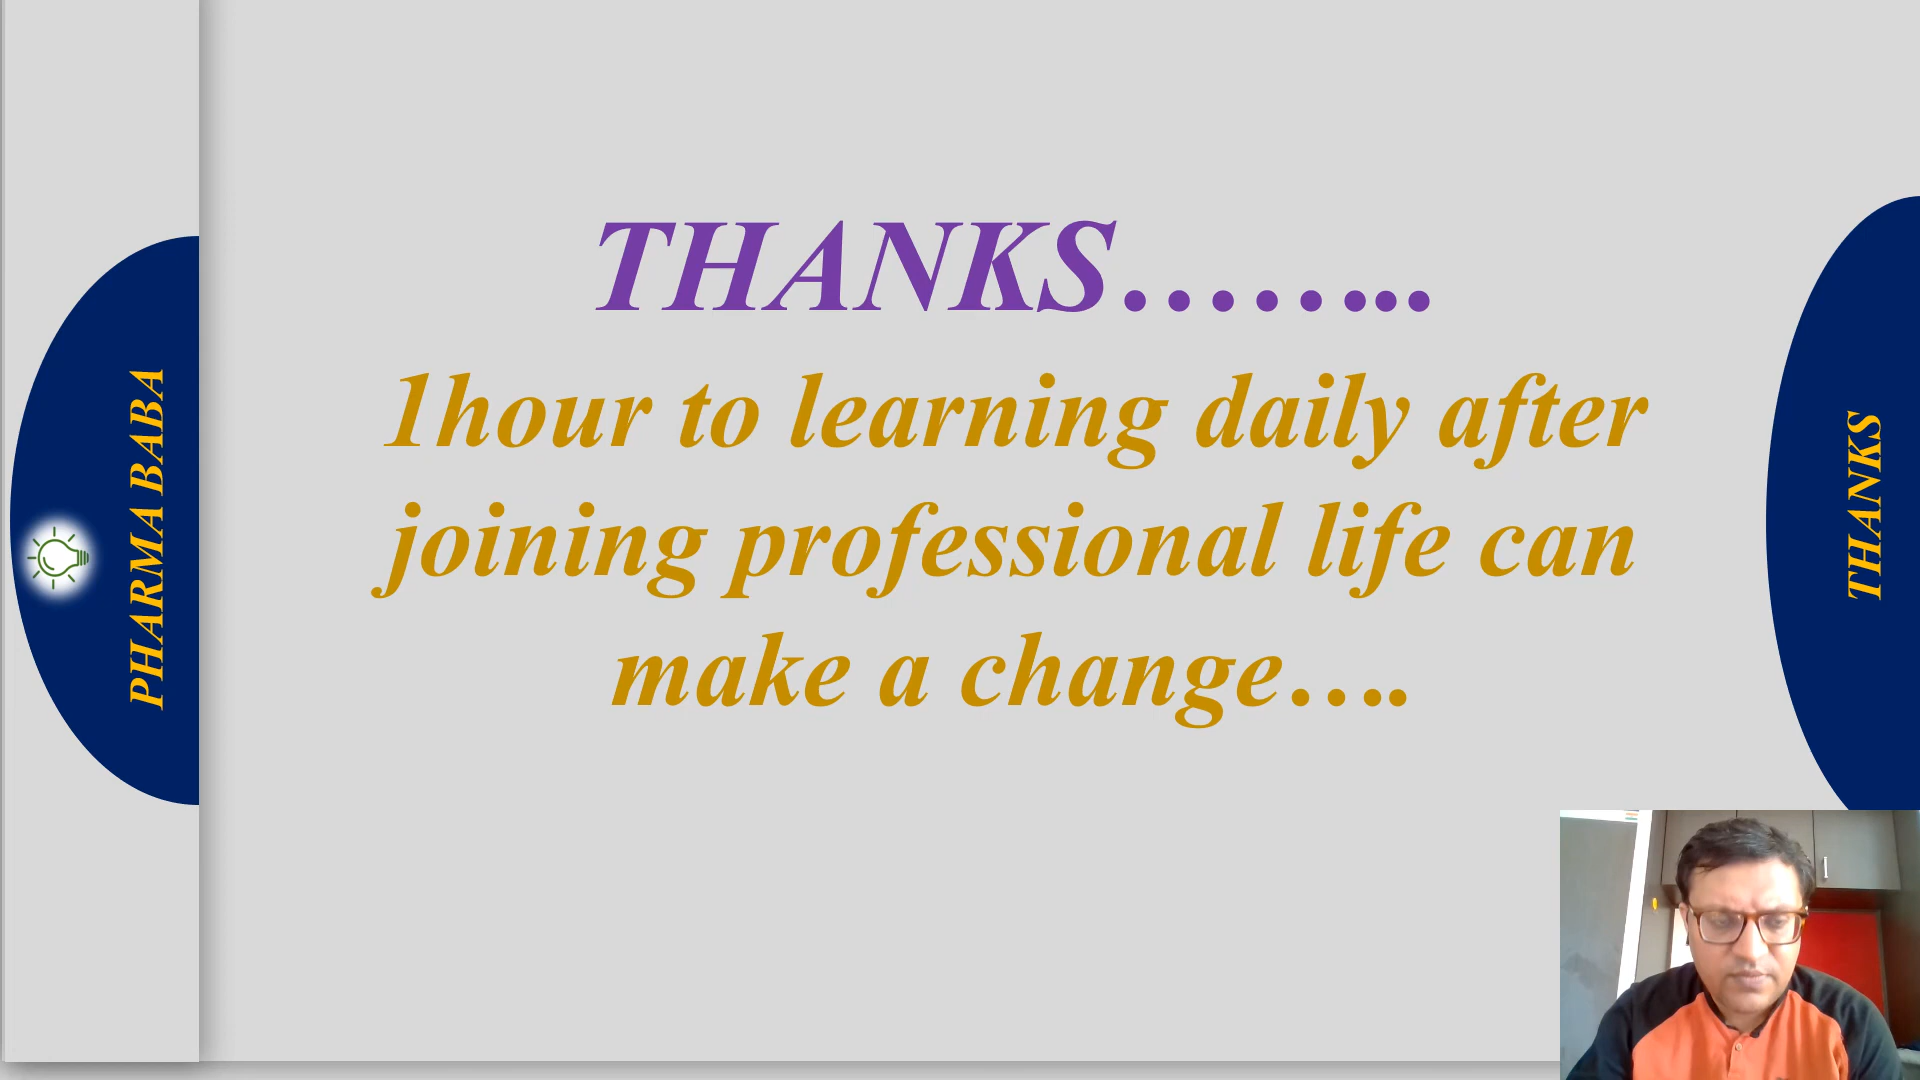 PHARMA BABA
THANKS……...
1hour to learning daily after
joining professional life can
make a change….
THANKS